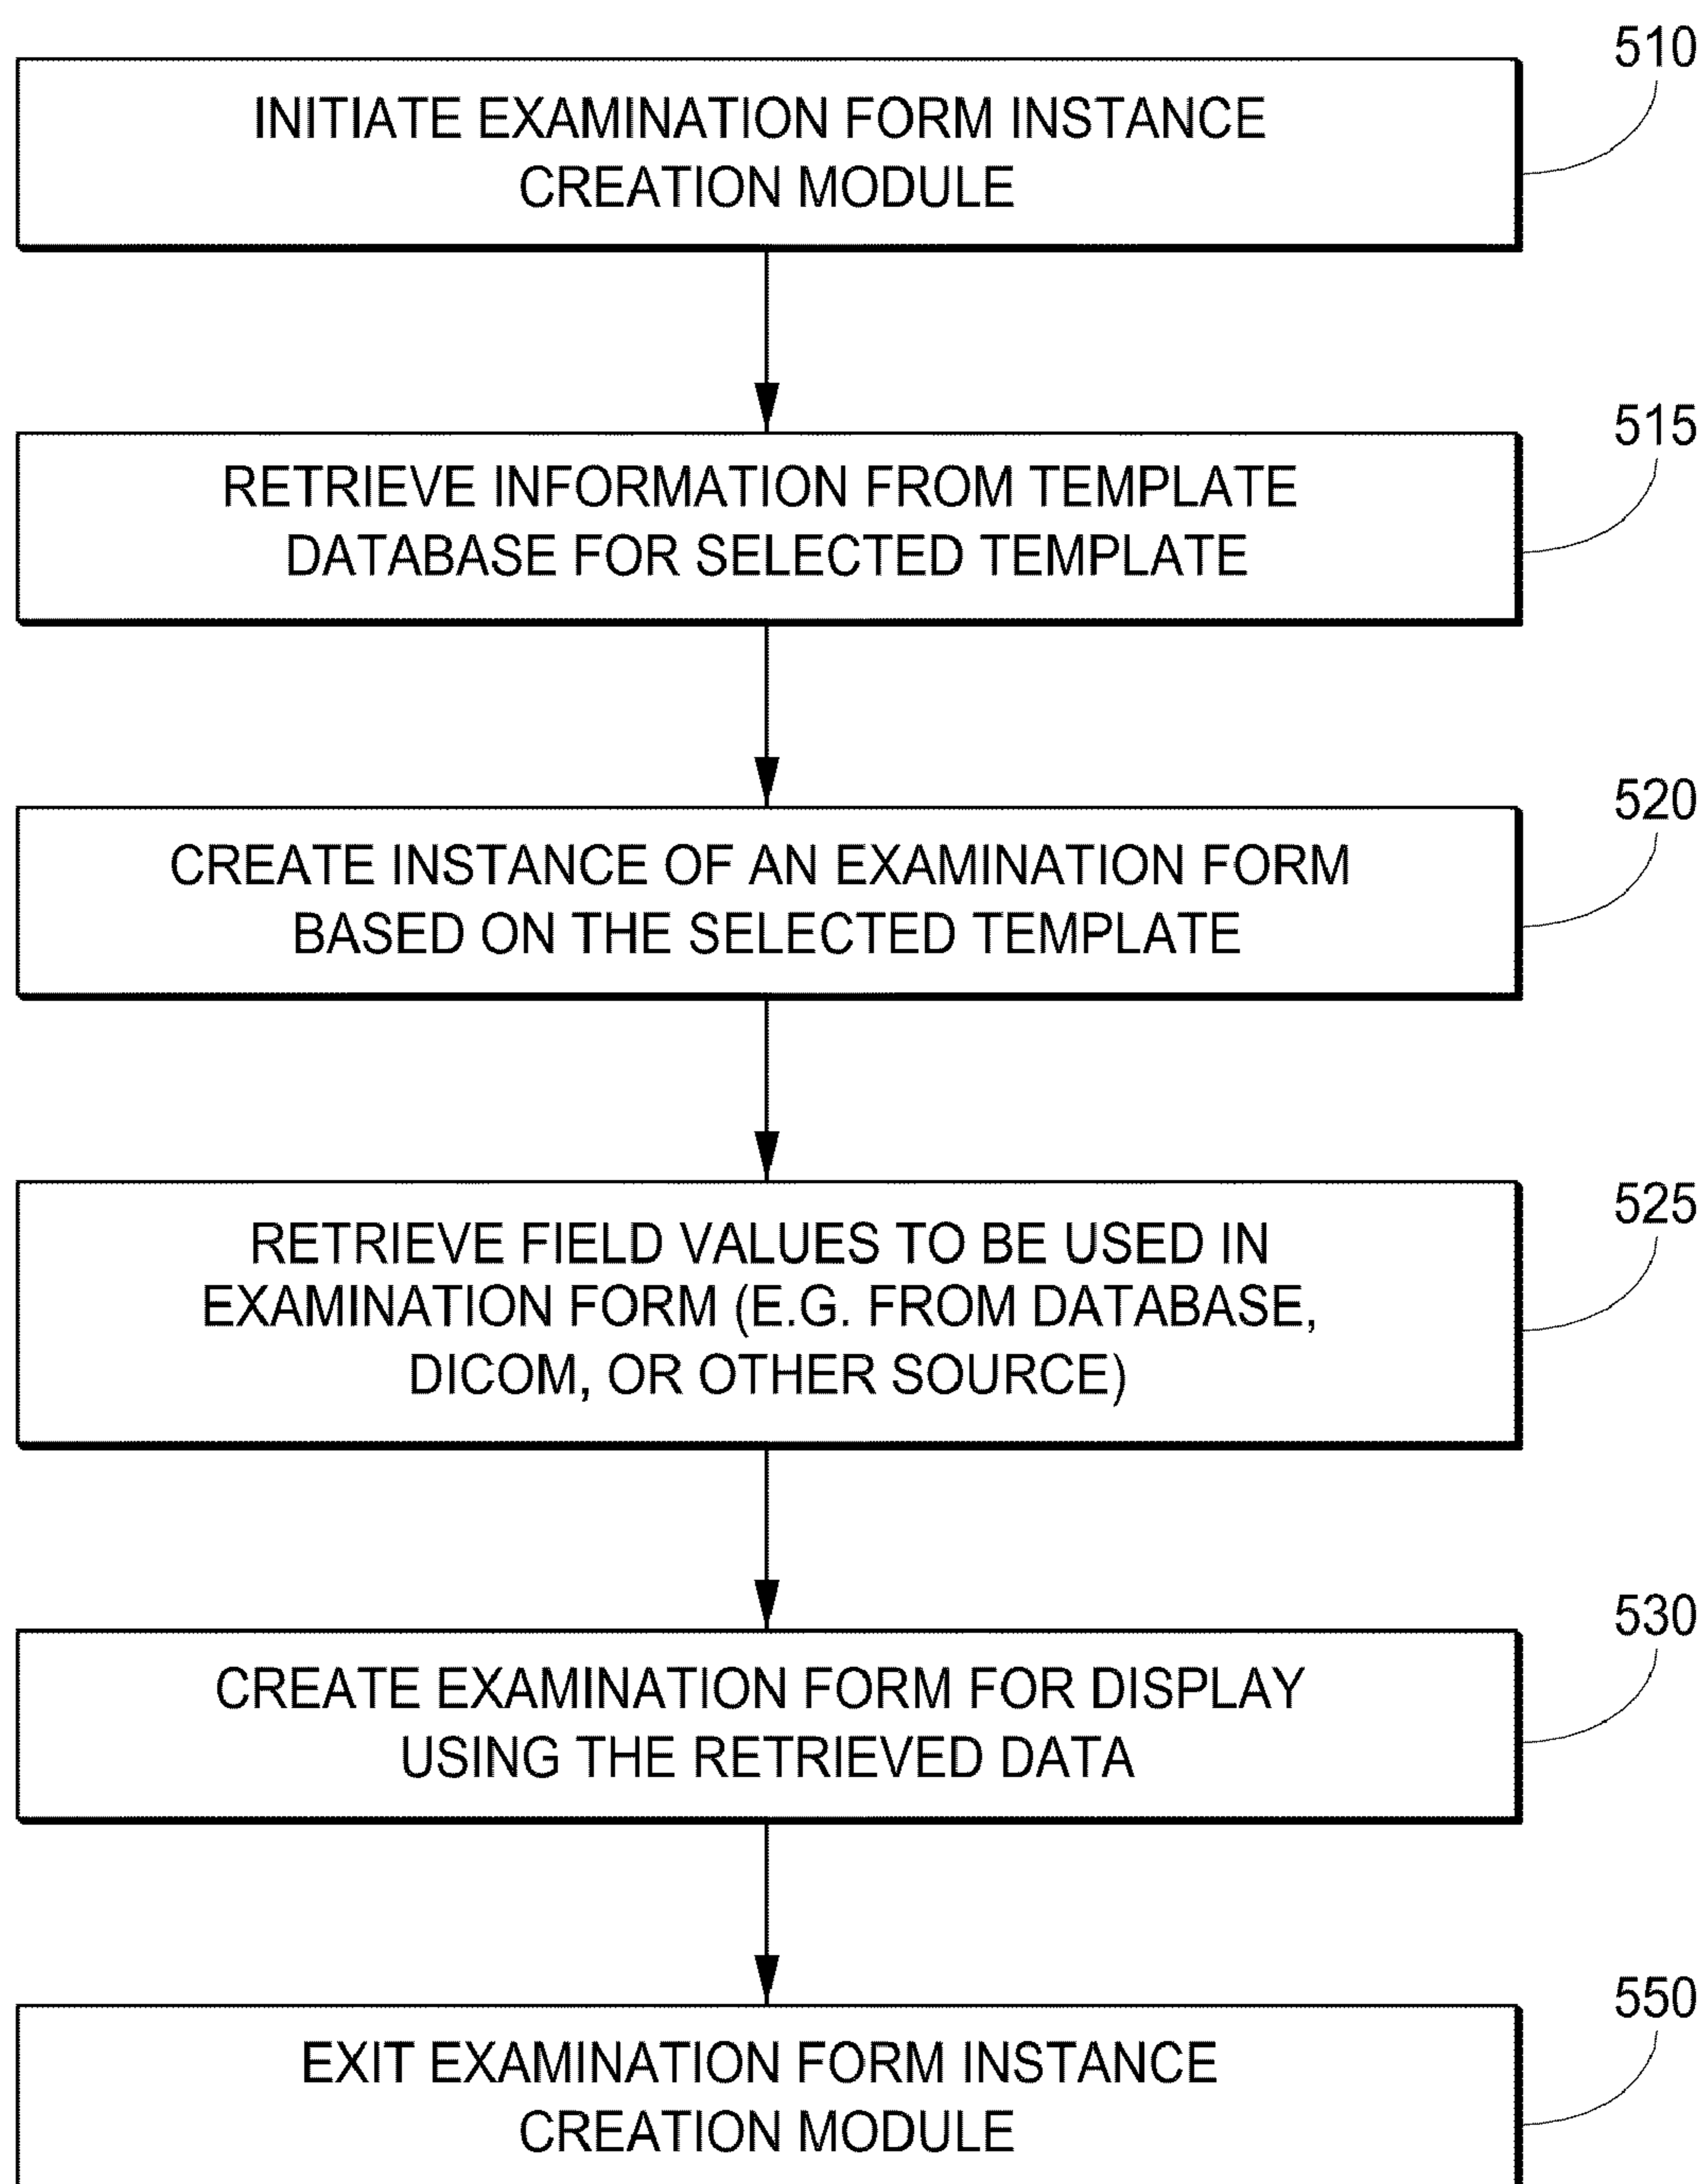 510
INITIATE EXAMINATION FORM INSTANCE
CREATION MODULE
515
RETRIEVE INFORMATION FROM TEMPLATE
DATABASE FOR SELECTED TEMPLATE
520
CREATE INSTANCE OF AN EXAMINATION FORM
BASED ON THE SELECTED TEMPLATE
525
RETRIEVE FIELD VALUES TO BE USED IN
EXAMINATION FORM (E.G. FROM DATABASE,
DICOM, OR OTHER SOURCE)
530
CREATE EXAMINATION FORM FOR DISPLAY
USING THE RETRIEVED DATA
550
EXIT EXAMINATION FORM INSTANCE
CREATION MODULE